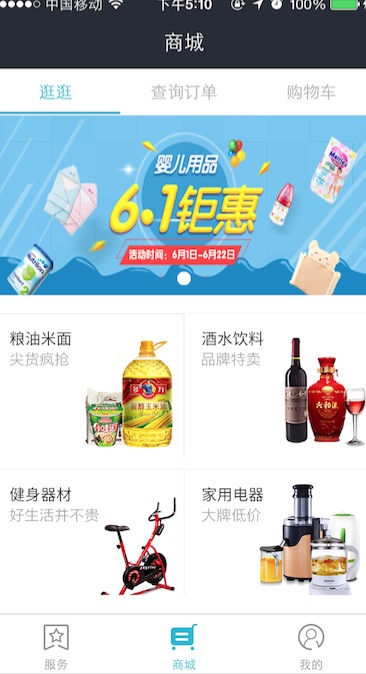 中国移动
下午5:10
100%
商城
逛逛
查询订单
购物车
婴儿用品
6.1钜惠
活动时间：6月1日-6月22日
粮油米面
尖货疯抢
酒水饮料
品牌特卖
健身器材
好生活并不贵
家用电器
大牌低价
服务
商城
我的